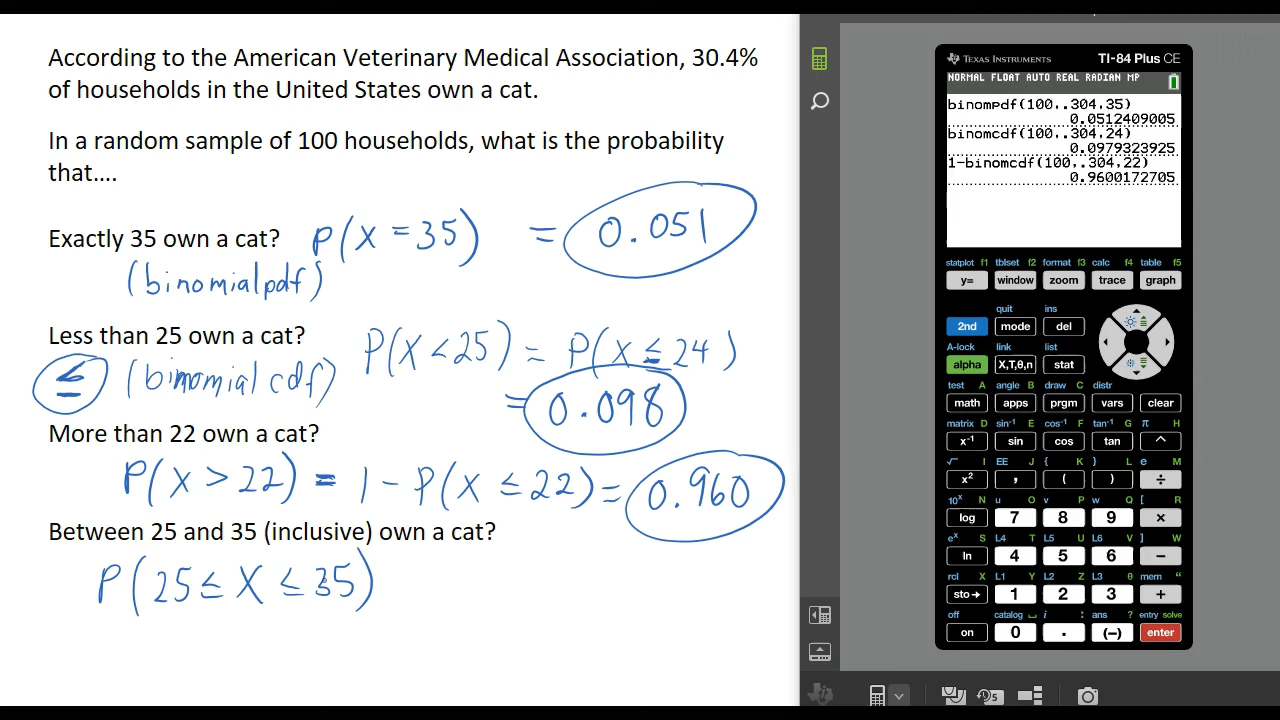 According to the American Veterinary Medical Association, 30.4%
of households in the United States own a cat.
In a random sample of 100 households, what is the probability
that....
Exactly 35 own a cat? P(X = 35) = 0.051
(binomialpdf)
Less than 25 own a cat? P(X < 25) = P(X ≤ 24)
≤ (binomial cdf) = 0.098
More than 22 own a cat?
P(X > 22) = 1 - P(X ≤ 22) = 0.960
Between 25 and 35 (inclusive) own a cat?
P(25 ≤ X ≤ 35)
TEXAS INSTRUMENTS TI-84 Plus CE
NORMAL FLOAT AUTO REAL RADIAN MP
binompdf(100,.304,35)
0.0512409005
binomcdf(100,.304,24)
0.0979323925
1-binomcdf(100,.304,22)
0.9600172705
statplot f1 tblset f2 format f3 calc f4 table f5
y= window zoom trace graph
quit ins
2nd mode del
A-lock link list
alpha X,T,θ,n stat
test A angle B draw C distr
math apps prgm vars clear
matrix D sin⁻¹ E cos⁻¹ F tan⁻¹ G π H
x⁻¹ sin cos tan ^
√ I EE J { K } L e M
x² , ( ) ÷
10ˣ N u O v P w Q [ R
log 7 8 9 ×
eˣ S L4 T L5 U L6 V ] W
ln 4 5 6 −
rcl X L1 Y L2 Z L3 θ mem "
sto→ 1 2 3 +
off catalog ␣ i : ans ? entry solve
on 0 . (−) enter